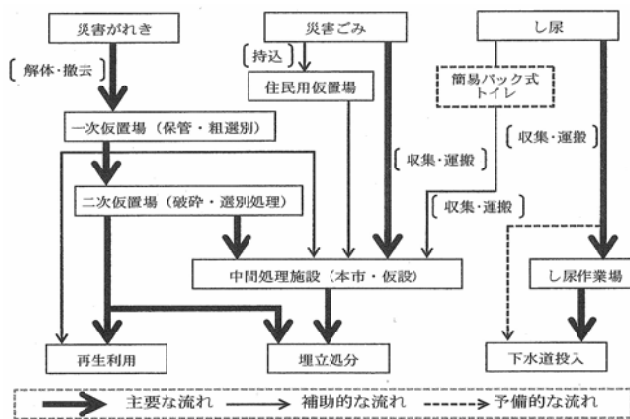 災害がれき
災害ごみ
し尿
解体・撤去
持込
住民用仮置場
簡易パック式
トイレ
一次仮置場（保管・粗選別）
収集・運搬
収集・運搬
二次仮置場（破砕・選別処理）
収集・運搬
中間処理施設（本市・仮設）
し尿作業場
再生利用
埋立処分
下水道投入
主要な流れ
補助的な流れ
予備的な流れ